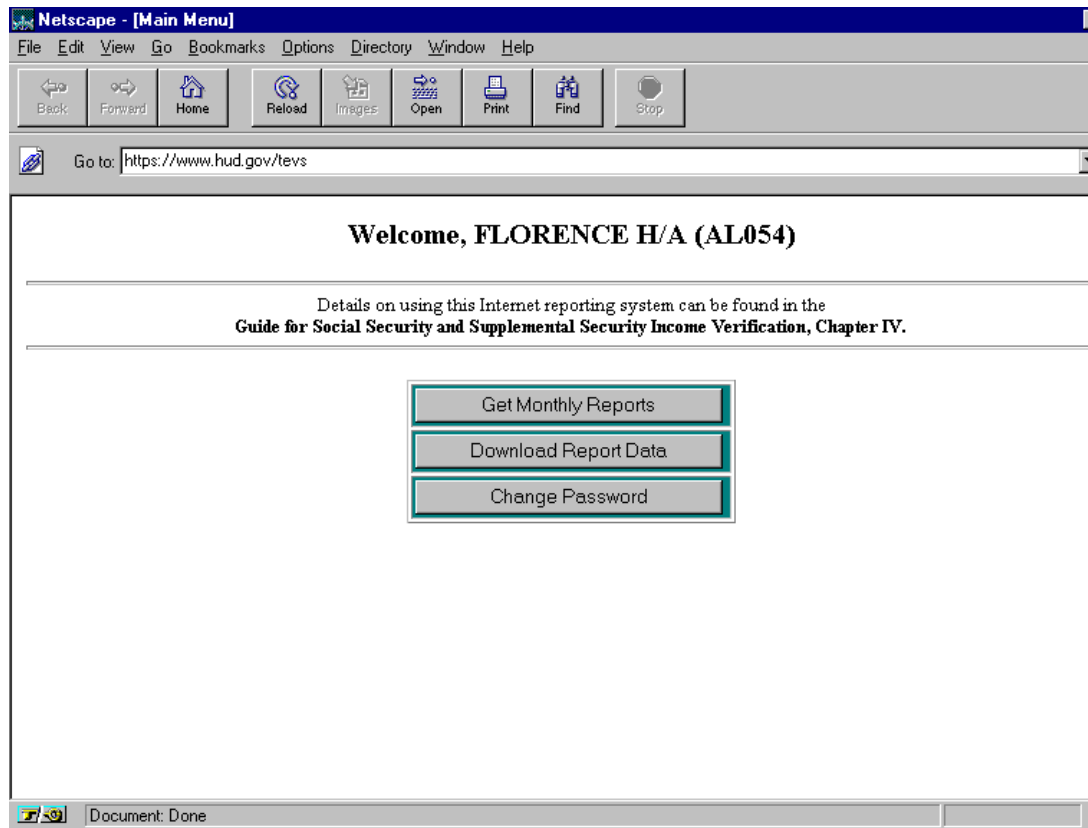 Netscape - [Main Menu]
File Edit View Go Bookmarks Options Directory Window Help
Back Forward Home Reload Images Open Print Find Stop
Go to: https://www.hud.gov/tevs
Welcome, FLORENCE H/A (AL054)
Details on using this Internet reporting system can be found in the
Guide for Social Security and Supplemental Security Income Verification, Chapter IV.
Get Monthly Reports
Download Report Data
Change Password
Document: Done